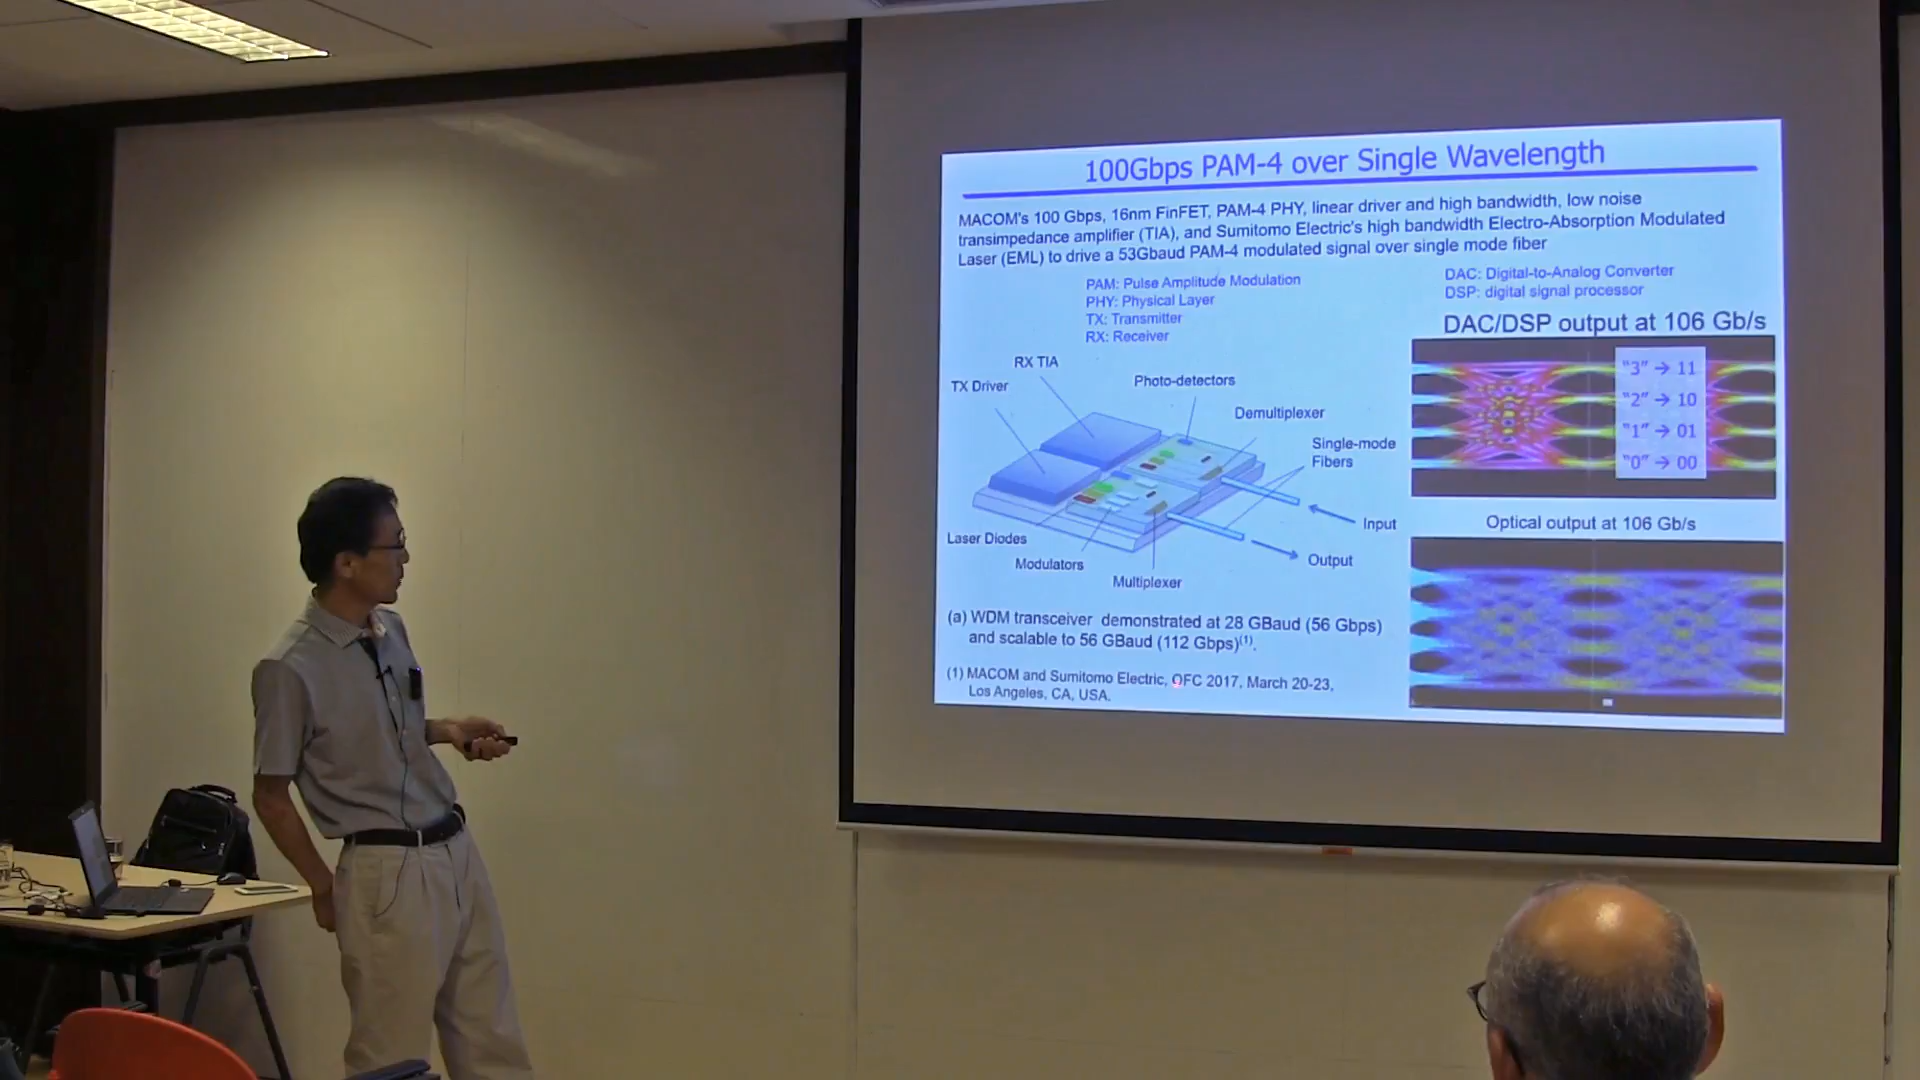 100Gbps PAM-4 over Single Wavelength
MACOM's 100 Gbps, 16nm FinFET, PAM-4 PHY, linear driver and high bandwidth, low noise
transimpedance amplifier (TIA), and Sumitomo Electric's high bandwidth Electro-Absorption Modulated
Laser (EML) to drive a 53Gbaud PAM-4 modulated signal over single mode fiber
PAM: Pulse Amplitude Modulation
PHY: Physical Layer
TX: Transmitter
RX: Receiver
DAC: Digital-to-Analog Converter
DSP: digital signal processor
DAC/DSP output at 106 Gb/s
"3" → 11
"2" → 10
"1" → 01
"0" → 00
RX TIA
TX Driver
Photo-detectors
Demultiplexer
Single-mode
Fibers
Input
Output
Laser Diodes
Modulators
Multiplexer
Optical output at 106 Gb/s
(a) WDM transceiver demonstrated at 28 GBaud (56 Gbps)
and scalable to 56 GBaud (112 Gbps)(1).
(1) MACOM and Sumitomo Electric, OFC 2017, March 20-23,
Los Angeles, CA, USA.